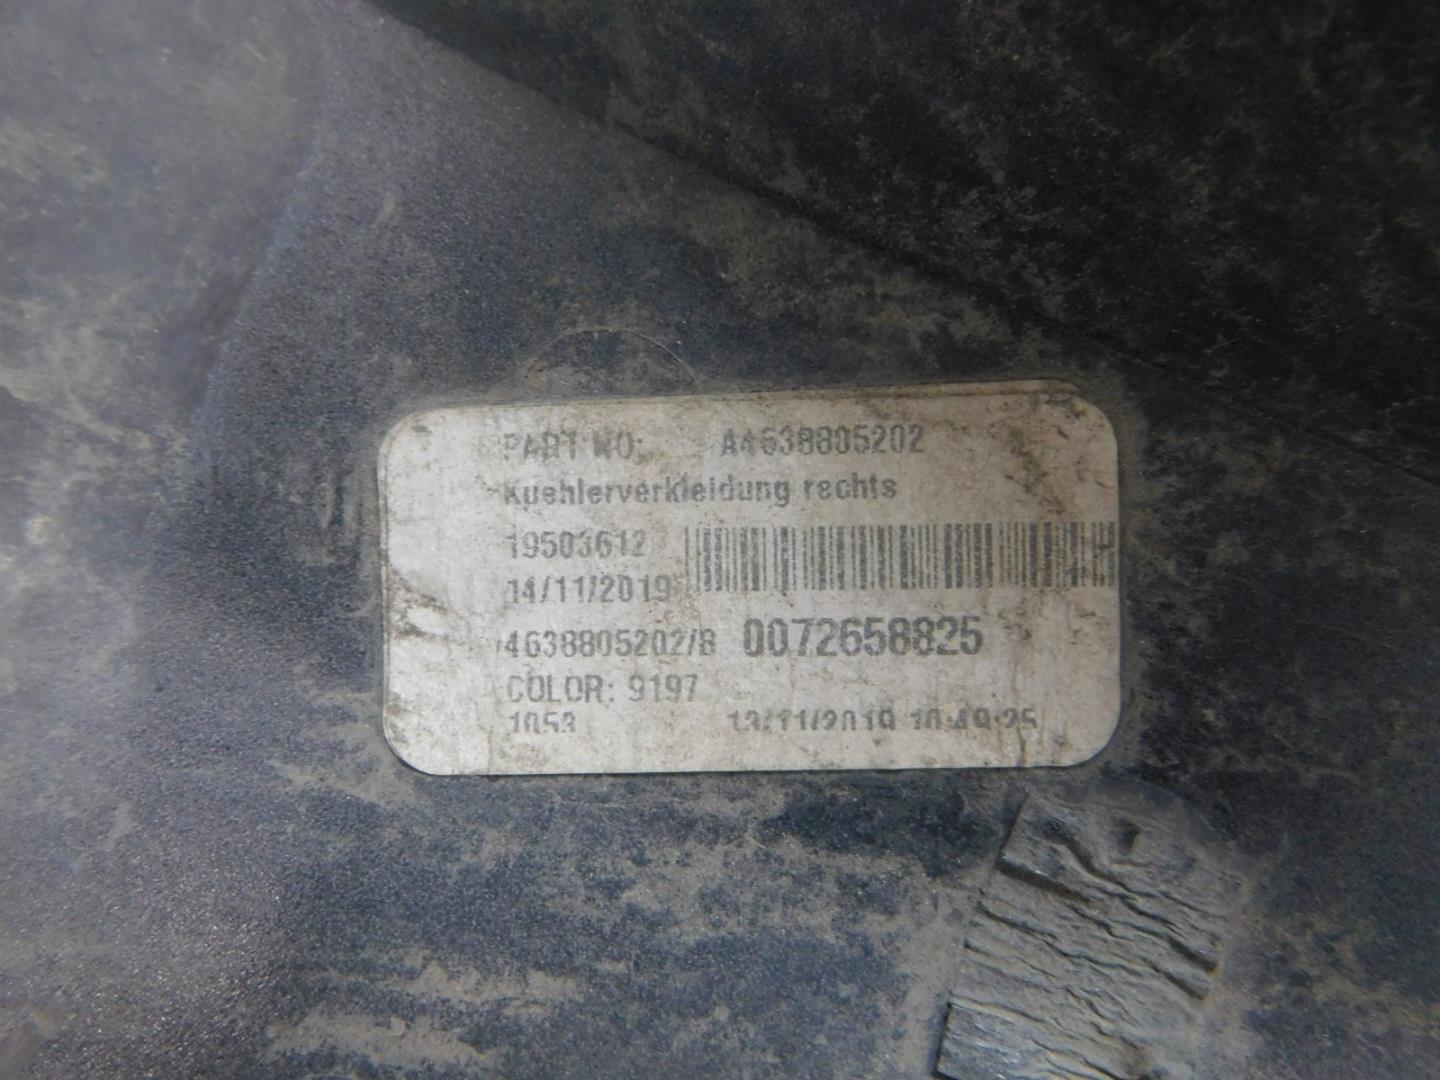 PART NO: A4638805202
Kuehlerverkleidung rechts
19503612
14/11/2019
4638805202/B 0072658825
COLOR: 9197
1053 13/11/2019 10:49:25